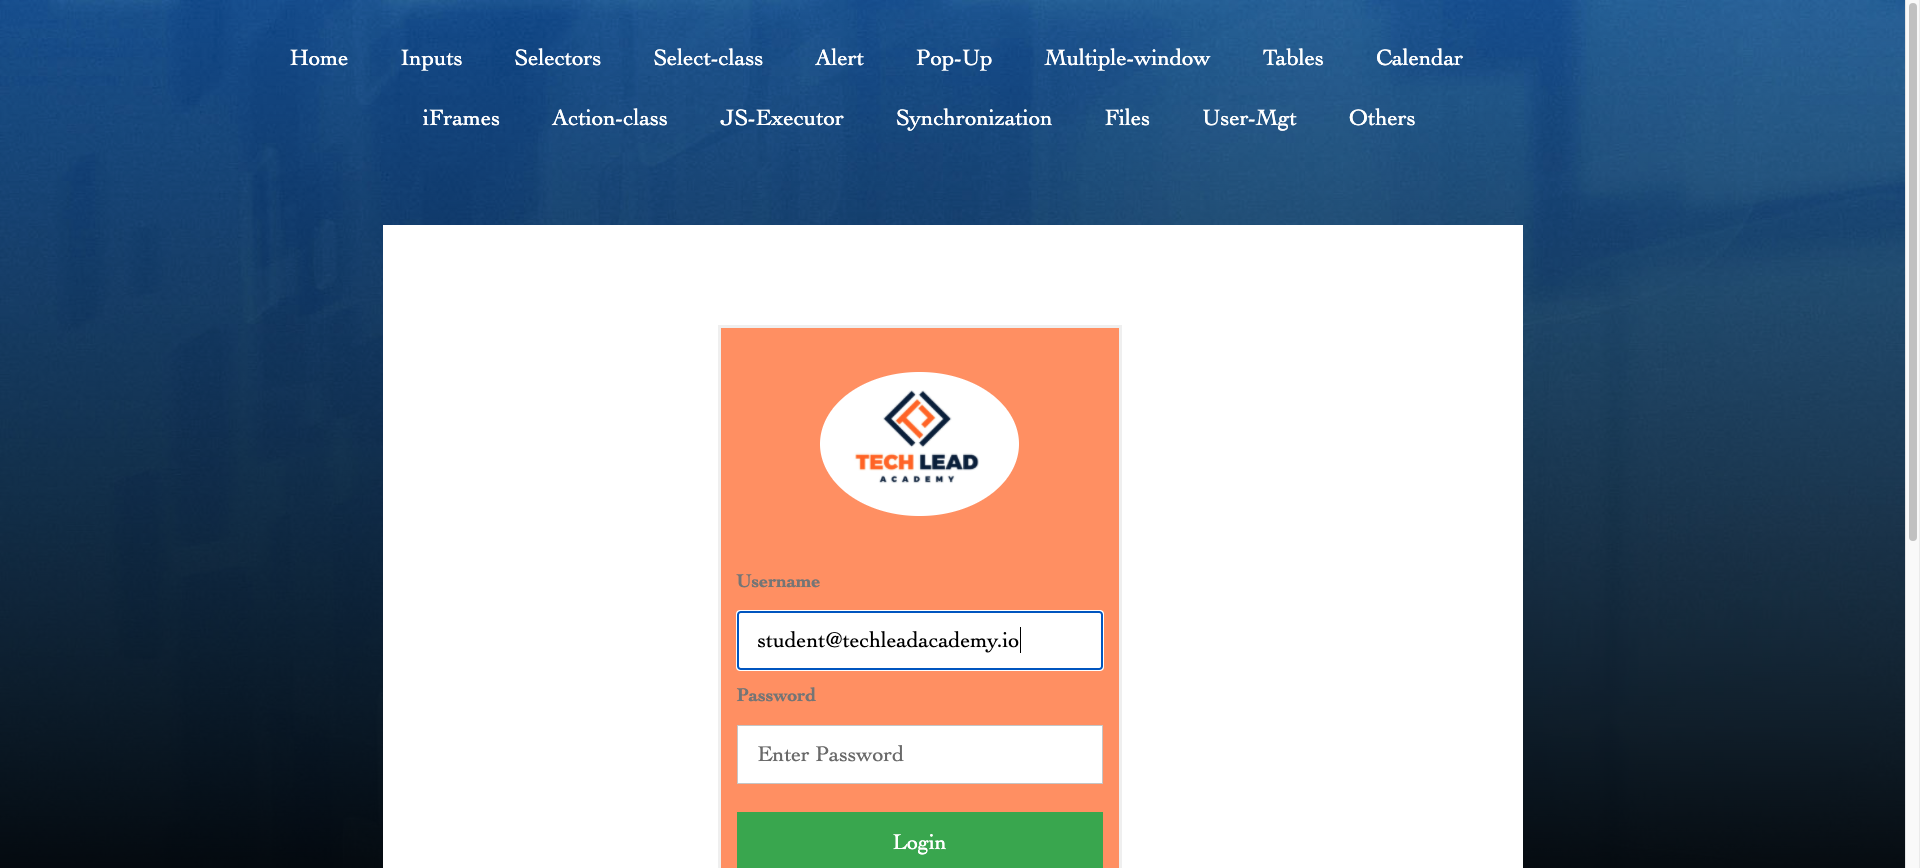 Home Inputs Selectors Select-class Alert Pop-Up Multiple-window Tables Calendar
iFrames Action-class JS-Executor Synchronization Files User-Mgt Others
TECH LEAD
ACADEMY
Username
student@techleadacademy.io
Password
Enter Password
Login